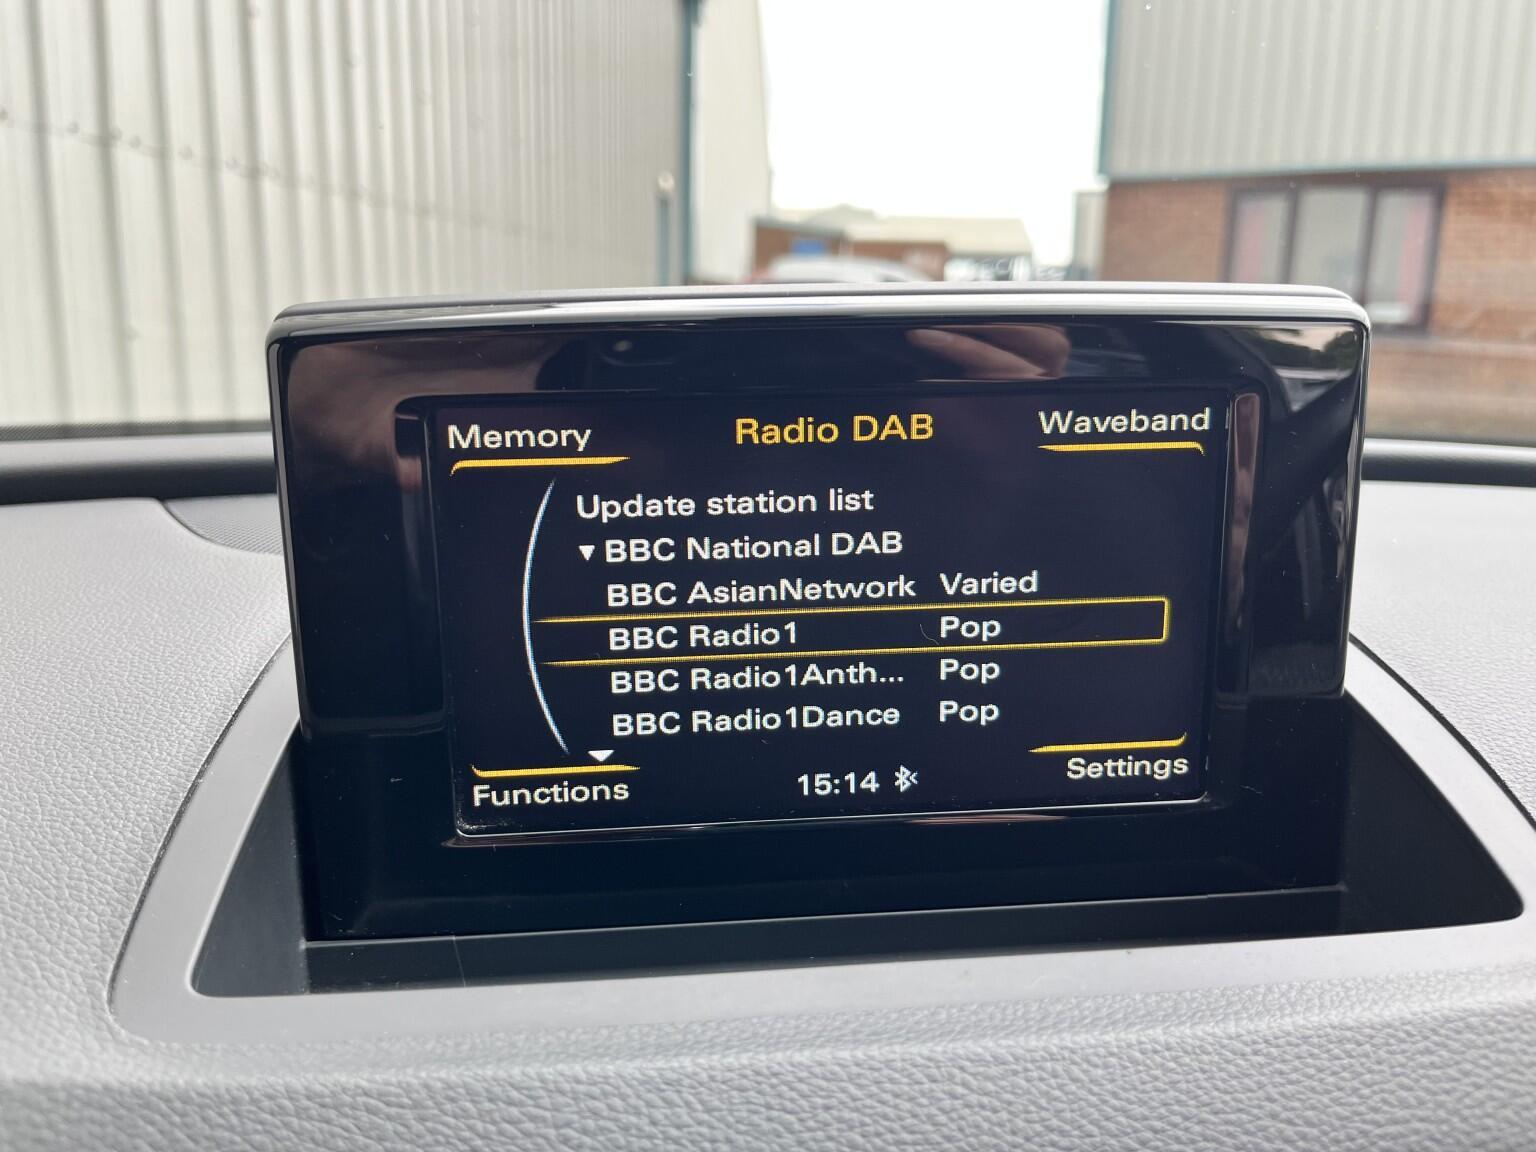 Memory
Radio DAB
Waveband
Update station list
▼ BBC National DAB
BBC AsianNetwork Varied
BBC Radio1 Pop
BBC Radio1Anth... Pop
BBC Radio1Dance Pop
Functions
15:14
Settings